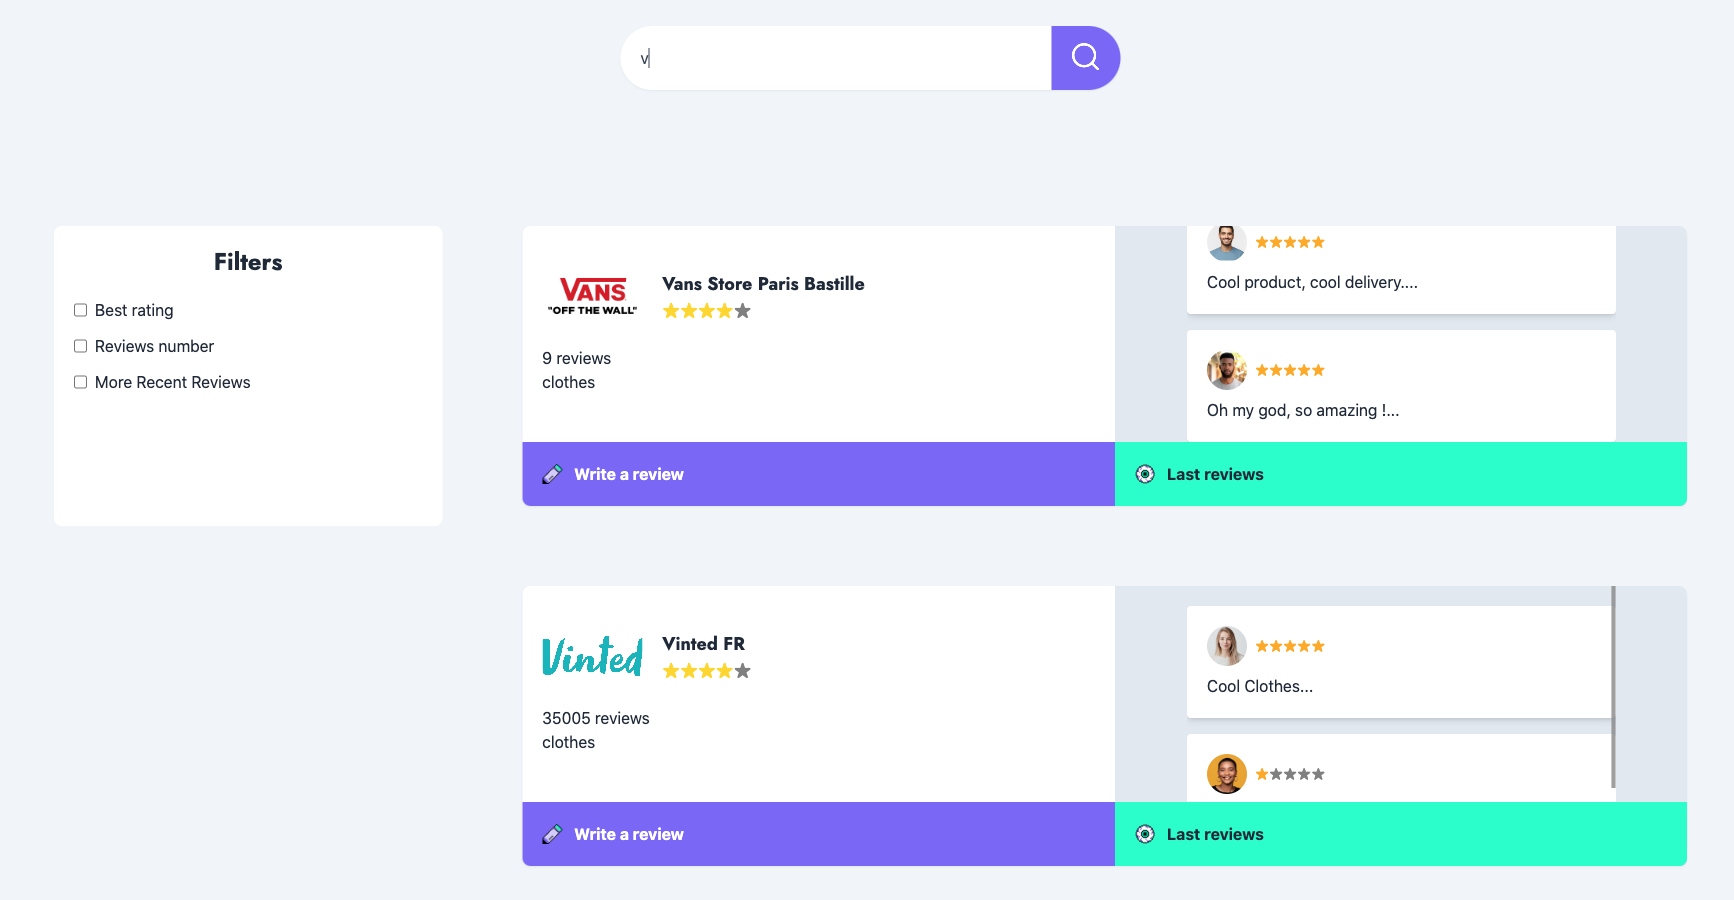 v
Filters
Best rating
Reviews number
More Recent Reviews
VANS
"OFF THE WALL"
Vans Store Paris Bastille
9 reviews
clothes
Write a review
Cool product, cool delivery....
Oh my god, so amazing !...
Last reviews
Vinted
Vinted FR
35005 reviews
clothes
Write a review
Cool Clothes...
Last reviews